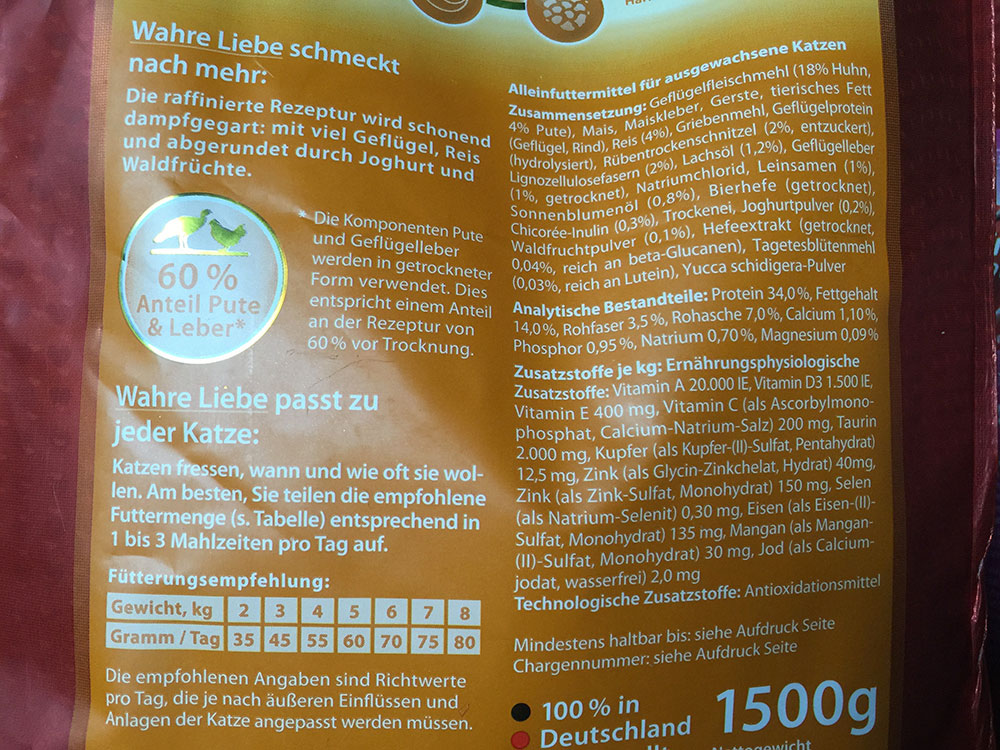 Wahre Liebe schmeckt
nach mehr:
Die raffinierte Rezeptur wird schonend
dampfgegart: mit viel Geflügel, Reis
und abgerundet durch Joghurt und
Waldfrüchte.
60 %
Anteil Pute
& Leber*
* Die Komponenten Pute
und Geflügelleber
werden in getrockneter
Form verwendet. Dies
entspricht einem Anteil
an der Rezeptur von
60% vor Trocknung.
Wahre Liebe passt zu
jeder Katze:
Katzen fressen, wann und wie oft sie wol-
len. Am besten, Sie teilen die empfohlene
Futtermenge (s. Tabelle) entsprechend in
1 bis 3 Mahlzeiten pro Tag auf.
Fütterungsempfehlung:
Gewicht, kg 2 3 4 5 6 7 8
Gramm / Tag 35 45 55 60 70 75 80
Die empfohlenen Angaben sind Richtwerte
pro Tag, die je nach äußeren Einflüssen und
Anlagen der Katze angepasst werden müssen.
Alleinfuttermittel für ausgewachsene Katzen
Zusammensetzung: Geflügelfleischmehl (18% Huhn,
4% Pute), Mais, Maiskleber, Gerste, tierisches Fett
(Geflügel, Rind), Reis (4%), Griebenmehl, Geflügelprotein
(hydrolysiert), Rübentrockenschnitzel (2%, entzuckert),
Lignozellulosefasern (2%), Lachsöl (1,2%), Geflügelleber
(1%, getrocknet), Natriumchlorid, Leinsamen (1%),
Sonnenblumenöl (0,8%), Bierhefe (getrocknet),
Chicorée-Inulin (0,3%), Trockenei, Joghurtpulver (0,2%),
Waldfruchtpulver (0,1%), Hefeextrakt (getrocknet,
0,04%, reich an beta-Glucanen), Tagetesblütenmehl
(0,03%, reich an Lutein), Yucca schidigera-Pulver
Analytische Bestandteile: Protein 34,0%, Fettgehalt
14,0%, Rohfaser 3,5%, Rohasche 7,0%, Calcium 1,10%,
Phosphor 0,95%, Natrium 0,70%, Magnesium 0,09%
Zusatzstoffe je kg: Ernährungsphysiologische
Zusatzstoffe: Vitamin A 20.000 IE, Vitamin D3 1.500 IE,
Vitamin E 400 mg, Vitamin C (als Ascorbylmono-
phosphat, Calcium-Natrium-Salz) 200 mg, Taurin
2.000 mg, Kupfer (als Kupfer-(II)-Sulfat, Pentahydrat)
12,5 mg, Zink (als Glycin-Zinkchelat, Hydrat) 40mg,
Zink (als Zink-Sulfat, Monohydrat) 150 mg, Selen
(als Natrium-Selenit) 0,30 mg, Eisen (als Eisen-(II)-
Sulfat, Monohydrat) 135 mg, Mangan (als Mangan-
(II)-Sulfat, Monohydrat) 30 mg, Jod (als Calcium-
jodat, wasserfrei) 2,0 mg
Technologische Zusatzstoffe: Antioxidationsmittel
Mindestens haltbar bis: siehe Aufdruck Seite
Chargennummer: siehe Aufdruck Seite
100 % in
Deutschland
1500g